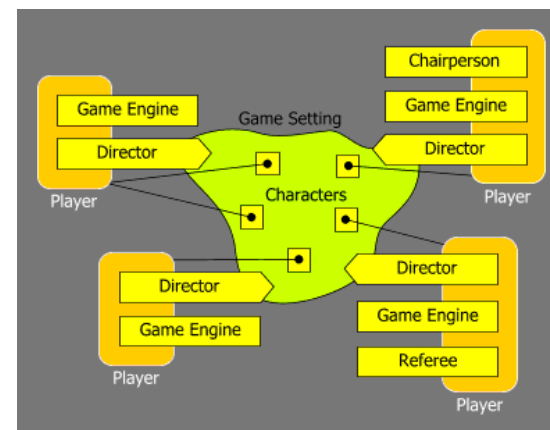 Chairperson
Game Engine
Game Engine
Game Setting
Director
Director
Characters
Player
Player
Director
Director
Game Engine
Game Engine
Referee
Player
Player